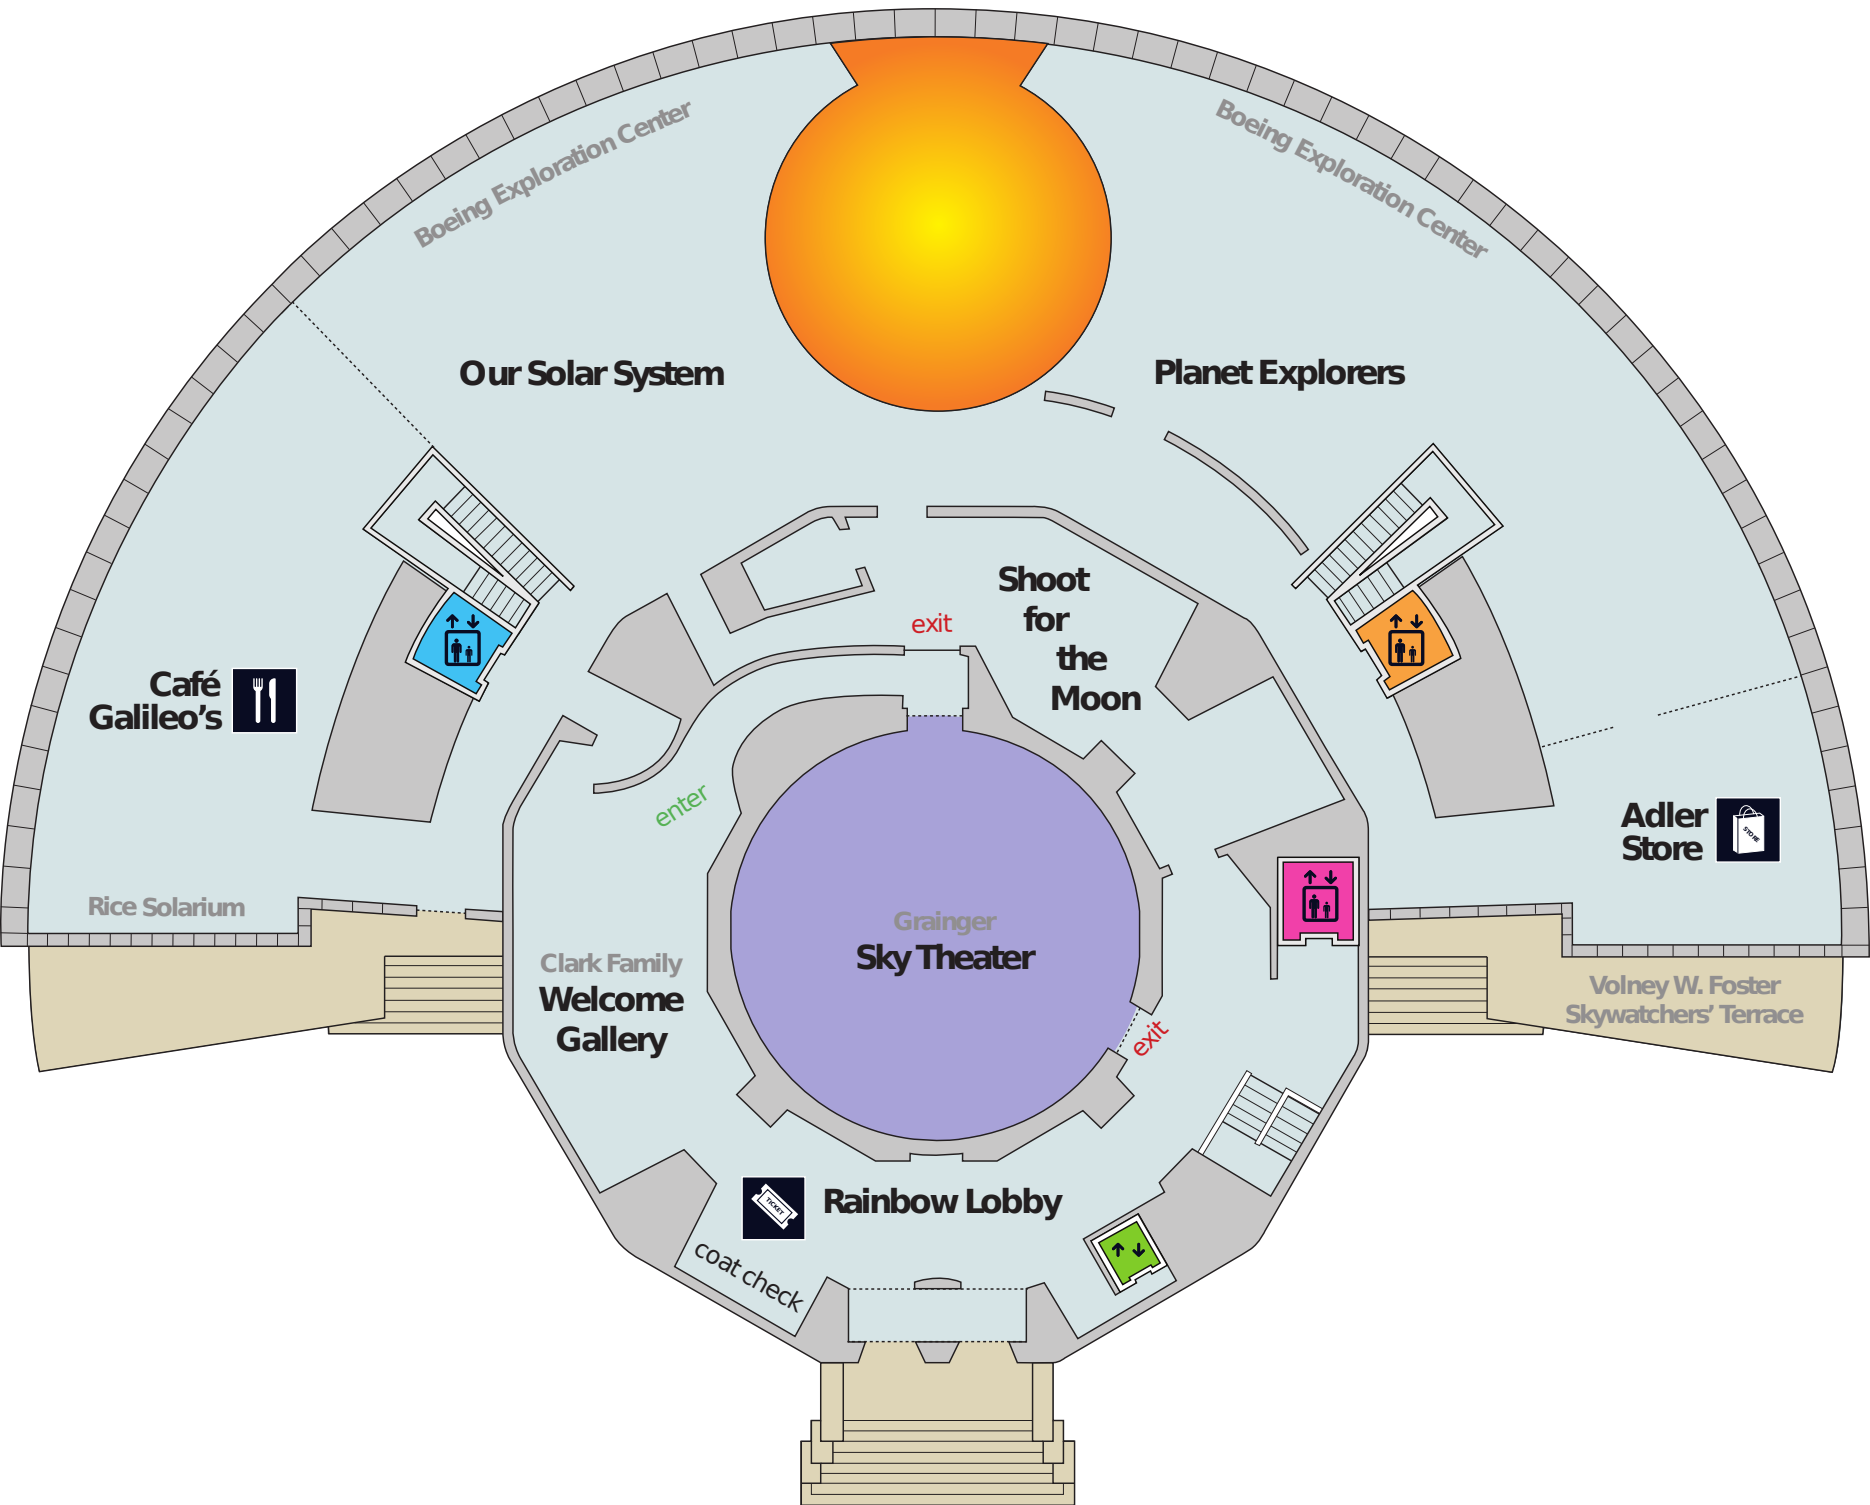 Boeing Exploration Center
Boeing Exploration Center
Our Solar System
Planet Explorers
Shoot
for
the
Moon
exit
Café
Galileo's
enter
Adler
Store
STORE
Rice Solarium
Grainger
Sky Theater
Clark Family
Welcome
Gallery
Volney W. Foster
Skywatchers' Terrace
exit
TICKET
Rainbow Lobby
coat check